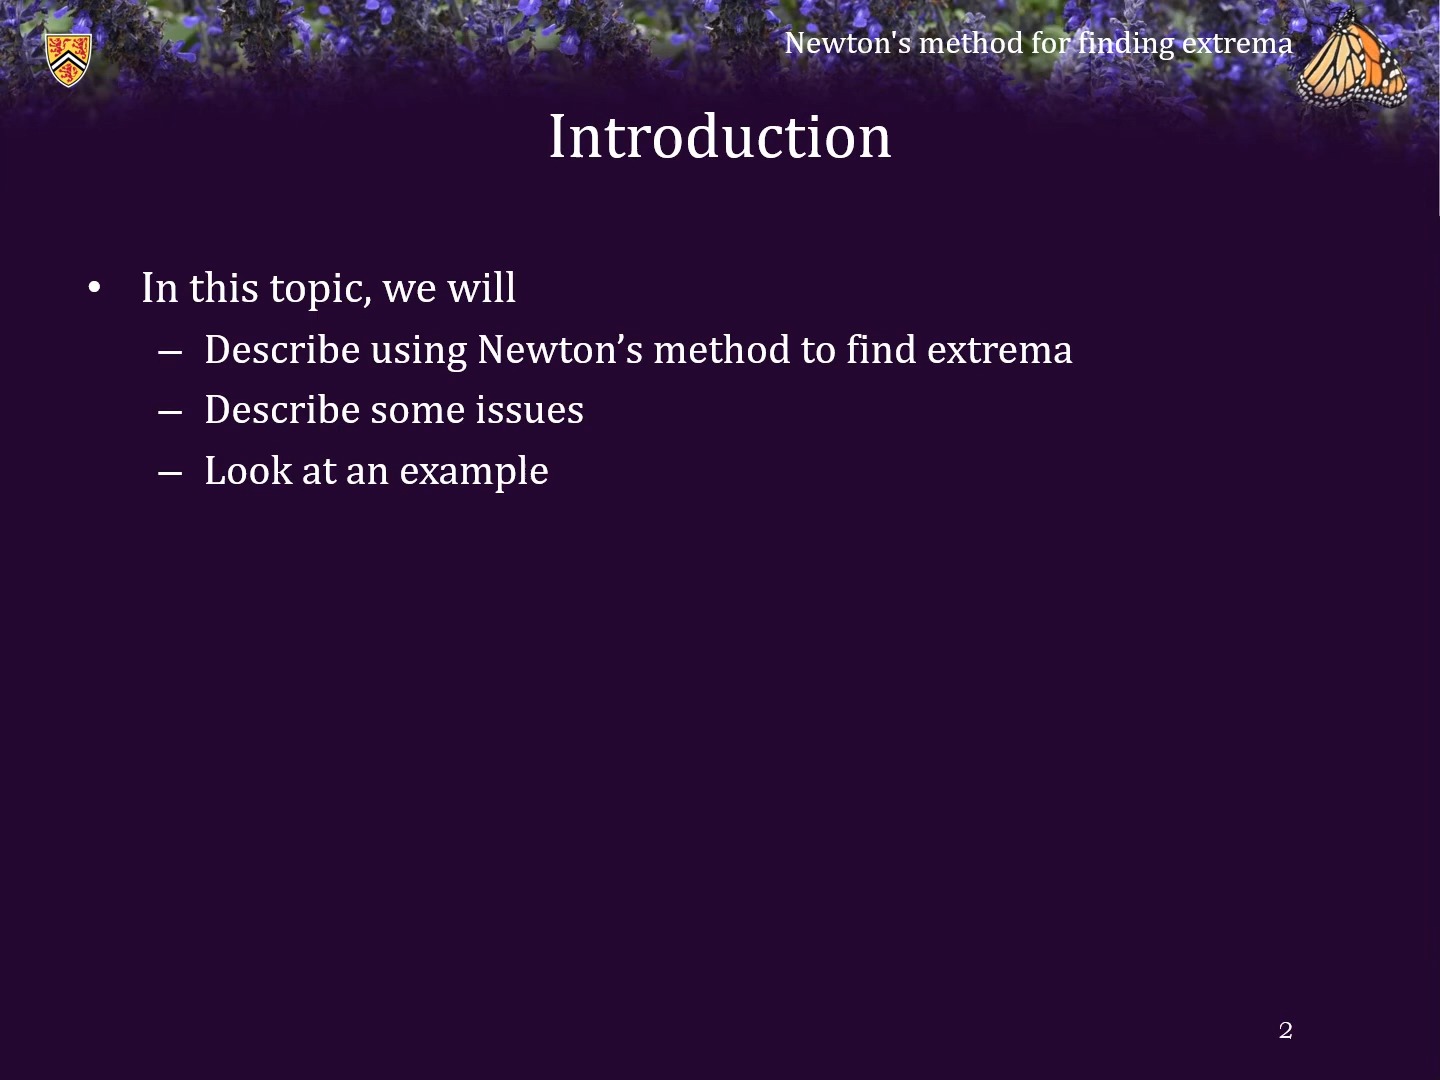 Newton's method for finding extrema
Introduction
• In this topic, we will
– Describe using Newton’s method to find extrema
– Describe some issues
– Look at an example
2